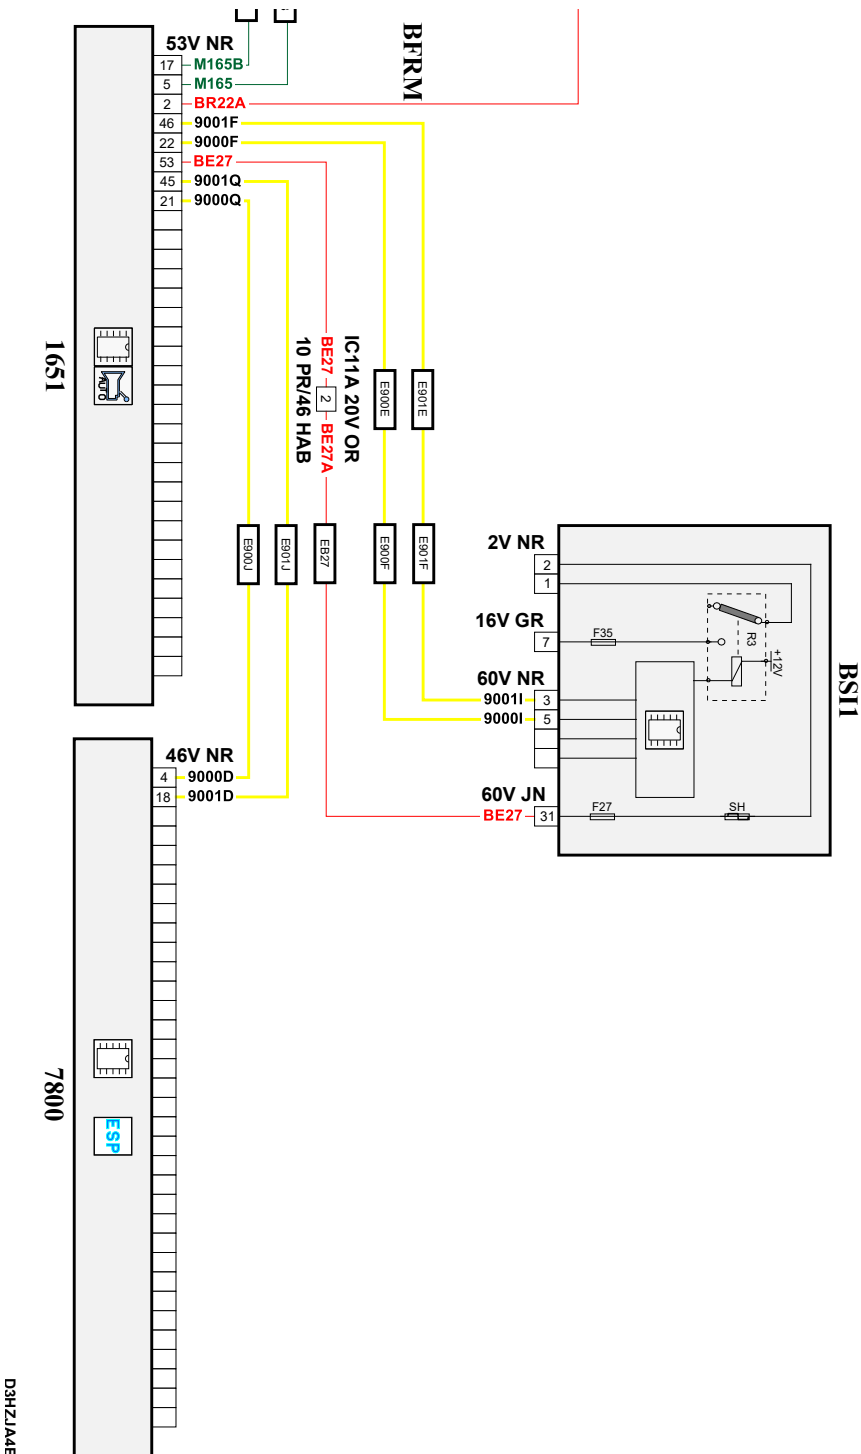 BFRM
53V NR
17 M165B
5 M165
2 BR22A
46 9001F
22 9000F
53 BE27
45 9001Q
21 9000Q
1651
AUTO
IC11A 20V OR
10 PR/46 HAB
BE27 2 BE27A
E900E
E901E
E900J
E901J
EB27
E900F
E901F
BSI1
2V NR
2
1
16V GR
7
F35
R3
+12V
60V NR
9001I 3
9000I 5
60V JN
BE27 31
F27
SH
46V NR
4 9000D
18 9001D
7800
ESP